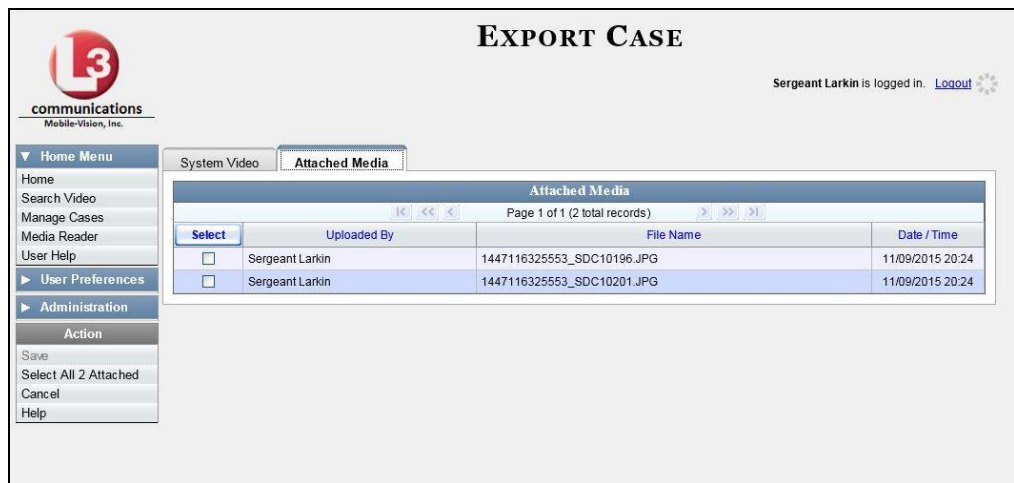 EXPORT CASE
L3
communications
Mobile-Vision, Inc.
Sergeant Larkin is logged in. Logout
▼ Home Menu
Home
Search Video
Manage Cases
Media Reader
User Help
► User Preferences
► Administration
Action
Save
Select All 2 Attached
Cancel
Help
System Video Attached Media
Attached Media
Page 1 of 1 (2 total records)
Select Uploaded By File Name Date / Time
Sergeant Larkin 1447116325553_SDC10196.JPG 11/09/2015 20:24
Sergeant Larkin 1447116325553_SDC10201.JPG 11/09/2015 20:24